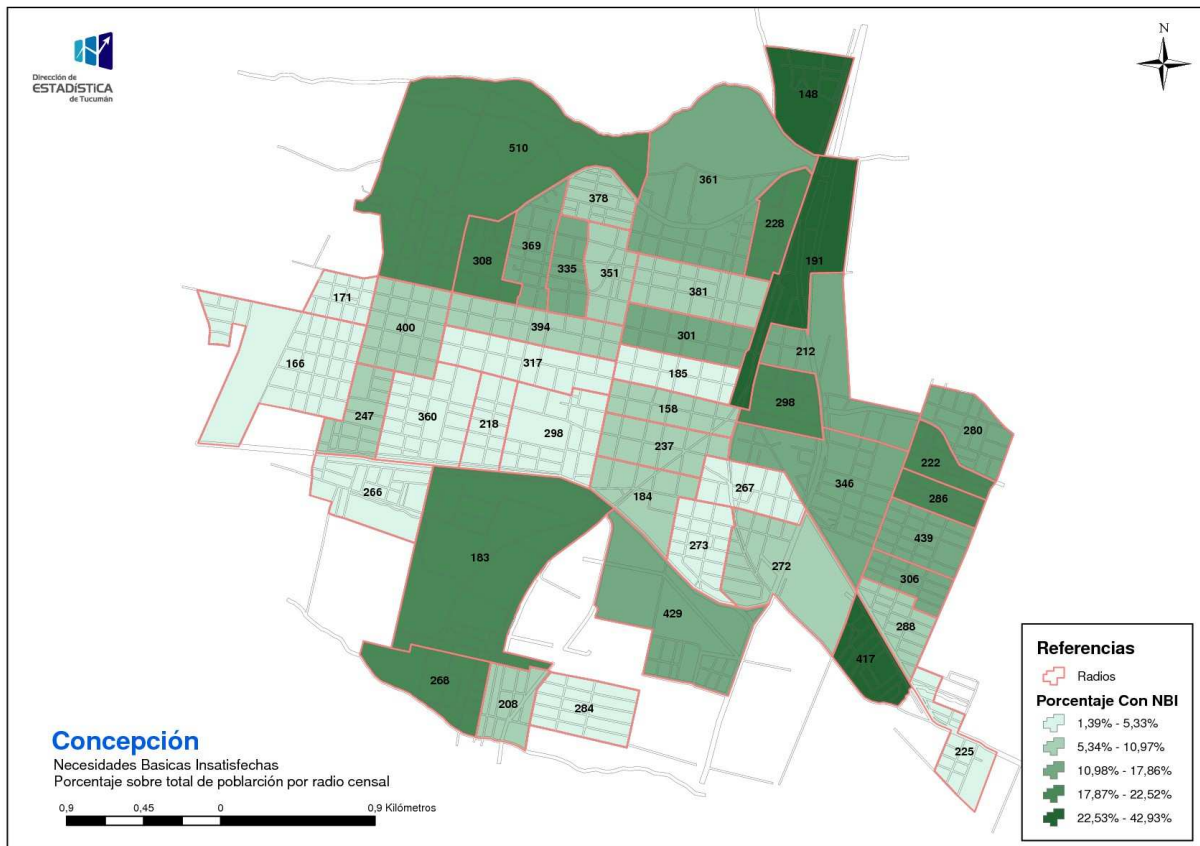 Dirección de
ESTADÍSTICA
de Tucumán
N
148
510
361
378
228
369
335
308
351
191
381
171
400
394
301
212
317
166
185
298
158
247
360
218
298
237
280
222
267
346
266
184
286
273
439
183
272
306
429
288
417
268
208
284
225
Referencias
Radios
Porcentaje Con NBI
1,39% - 5,33%
5,34% - 10,97%
10,98% - 17,86%
17,87% - 22,52%
22,53% - 42,93%
Concepción
Necesidades Basicas Insatisfechas
Porcentaje sobre total de poblarción por radio censal
0,9 0,45 0 0,9 Kilómetros